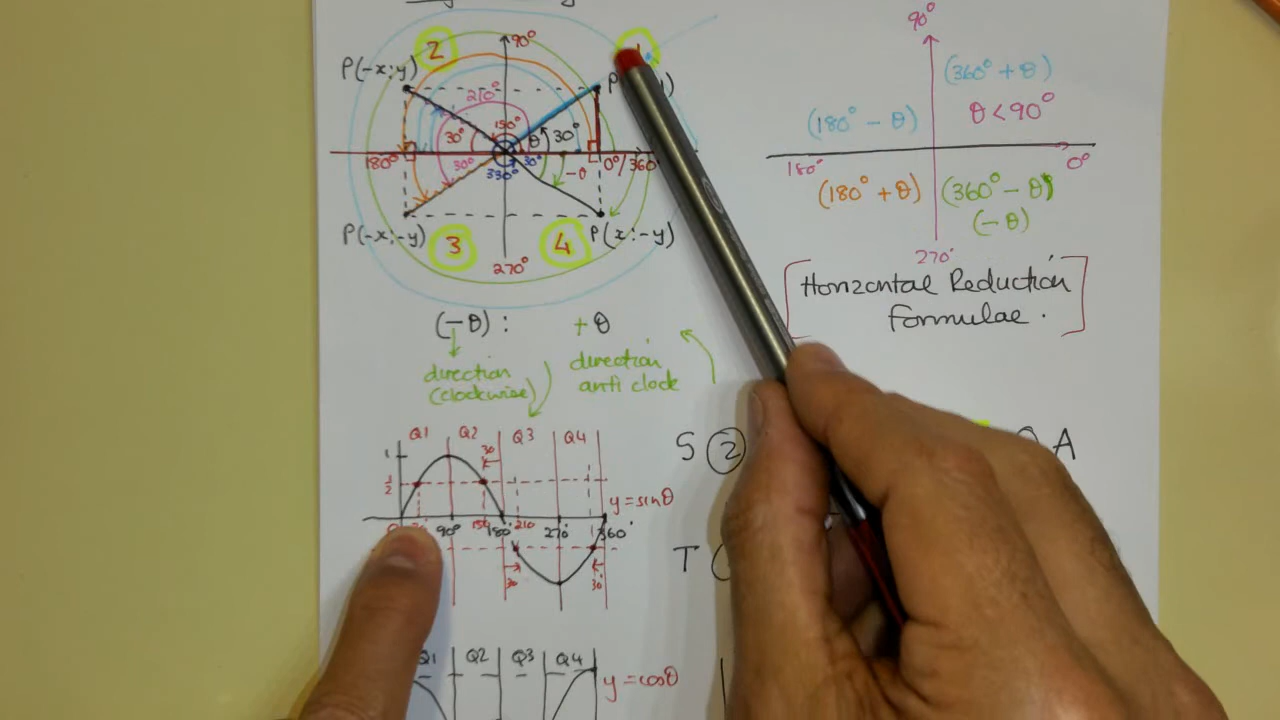 2
90°
P(-x;y)
210°
150°
30°
θ
30°
180°
30°
30°
-θ
0°/360°
330°
P(-x;-y)
3
4
P(x;-y)
270°
(-θ):
+θ
direction
(clockwise)
direction
anti clock
Q1 Q2 Q3 Q4
30
1
1/2
y=sinθ
90° 150 180° 210 270° 360°
30° 30°
Q1 Q2 Q3 Q4
y=cosθ
90°
(360°+θ)
(180°-θ)
θ<90°
180°
0°
(180°+θ)
(360°-θ)
(-θ)
270°
[Horizontal Reduction
Formulae.]
S 2
A
T